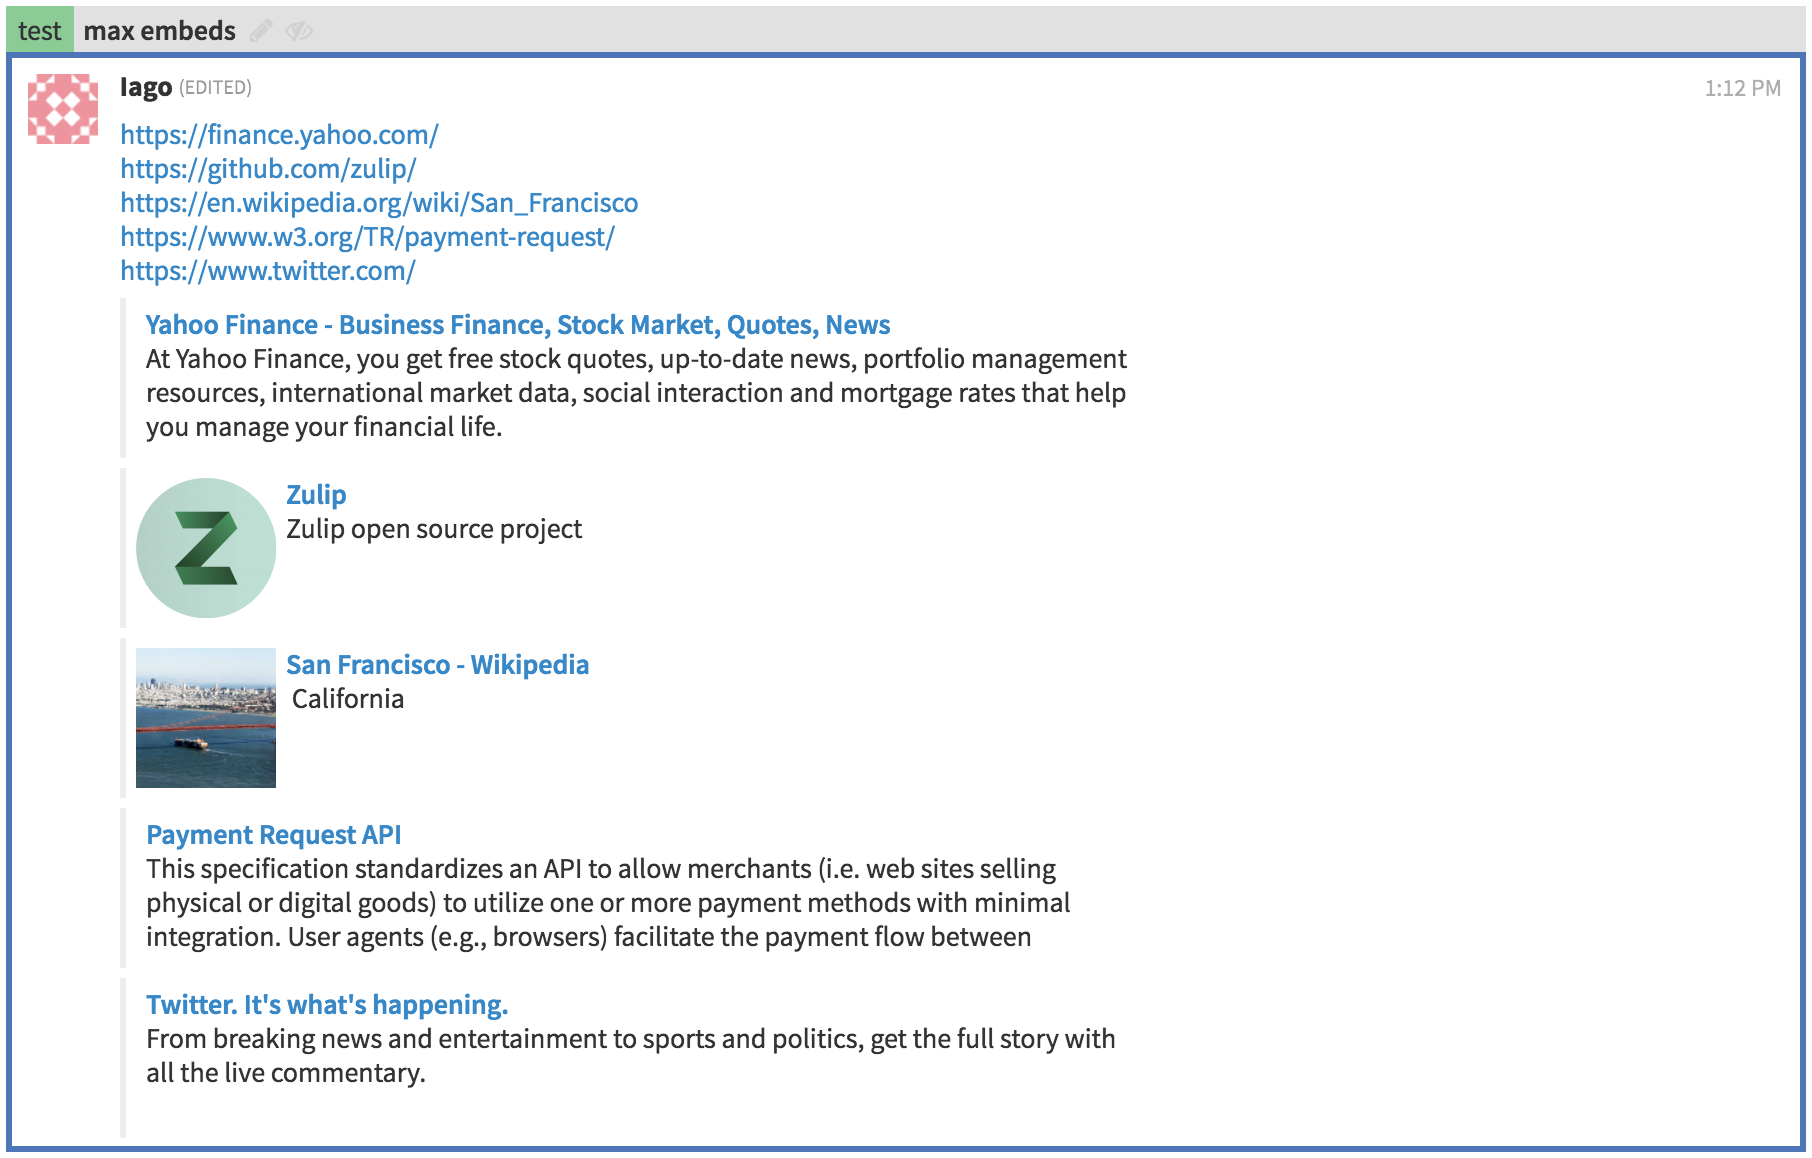 test max embeds
Iago (EDITED) 1:12 PM
https://finance.yahoo.com/
https://github.com/zulip/
https://en.wikipedia.org/wiki/San_Francisco
https://www.w3.org/TR/payment-request/
https://www.twitter.com/
Yahoo Finance - Business Finance, Stock Market, Quotes, News
At Yahoo Finance, you get free stock quotes, up-to-date news, portfolio management
resources, international market data, social interaction and mortgage rates that help
you manage your financial life.
Z
Zulip
Zulip open source project
San Francisco - Wikipedia
California
Payment Request API
This specification standardizes an API to allow merchants (i.e. web sites selling
physical or digital goods) to utilize one or more payment methods with minimal
integration. User agents (e.g., browsers) facilitate the payment flow between
Twitter. It's what's happening.
From breaking news and entertainment to sports and politics, get the full story with
all the live commentary.